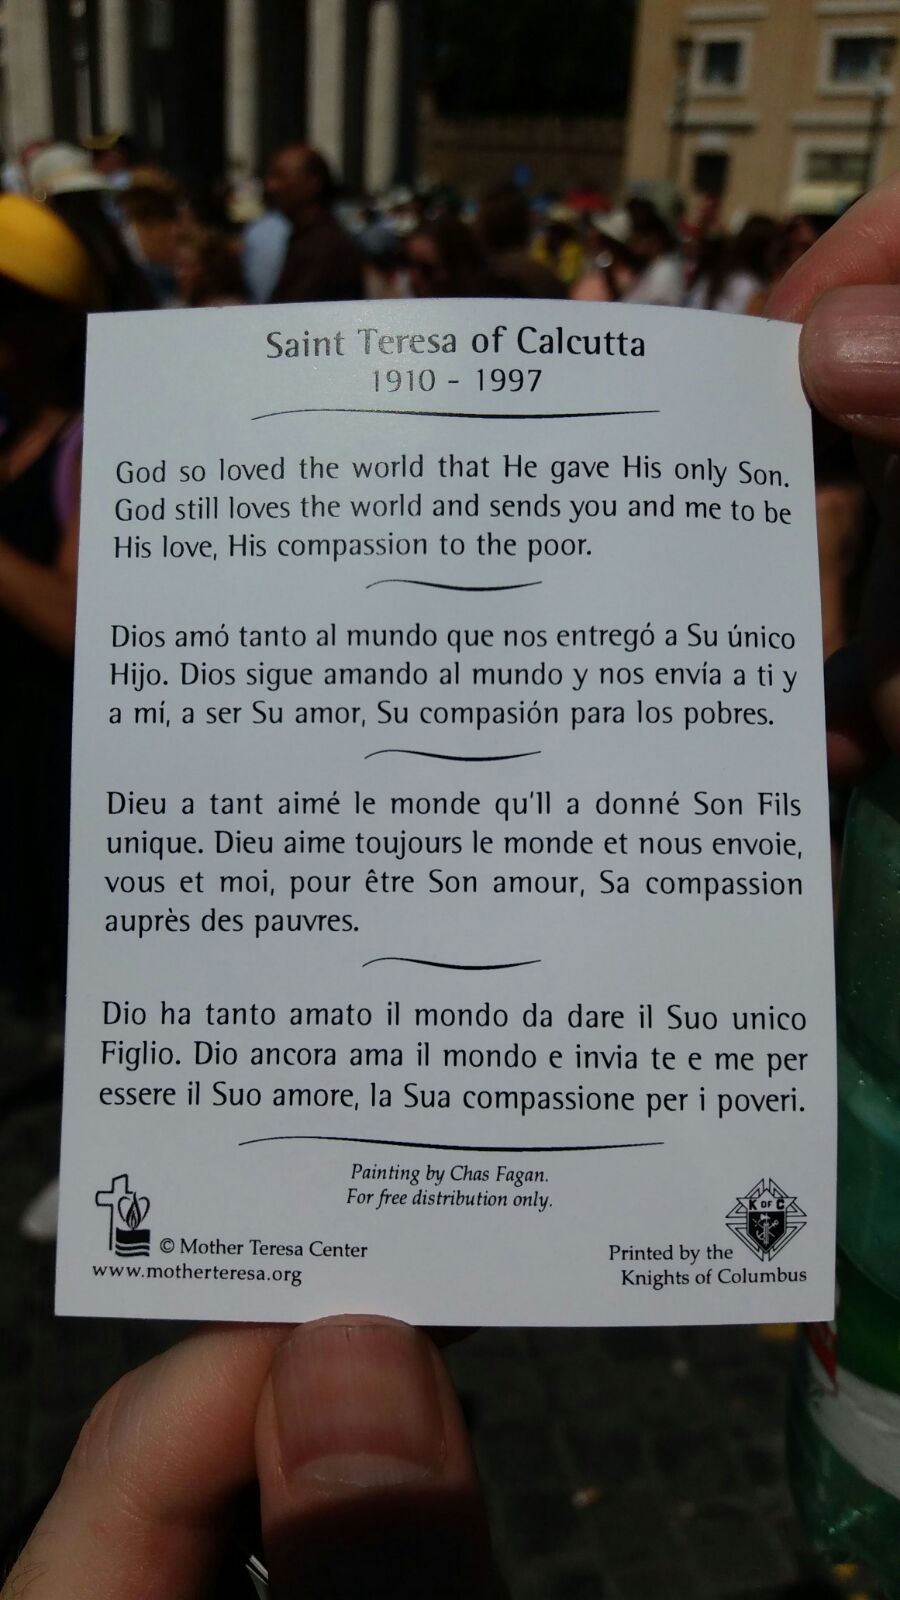 Saint Teresa of Calcutta
1910 - 1997
God so loved the world that He gave His only Son.
God still loves the world and sends you and me to be
His love, His compassion to the poor.
Dios amó tanto al mundo que nos entregó a Su único
Hijo. Dios sigue amando al mundo y nos envía a ti y
a mí, a ser Su amor, Su compasión para los pobres.
Dieu a tant aimé le monde qu'Il a donné Son Fils
unique. Dieu aime toujours le monde et nous envoie,
vous et moi, pour être Son amour, Sa compassion
auprès des pauvres.
Dio ha tanto amato il mondo da dare il Suo unico
Figlio. Dio ancora ama il mondo e invia te e me per
essere il Suo amore, la Sua compassione per i poveri.
Painting by Chas Fagan.
For free distribution only.
© Mother Teresa Center
www.motherteresa.org
K OF C
Printed by the
Knights of Columbus